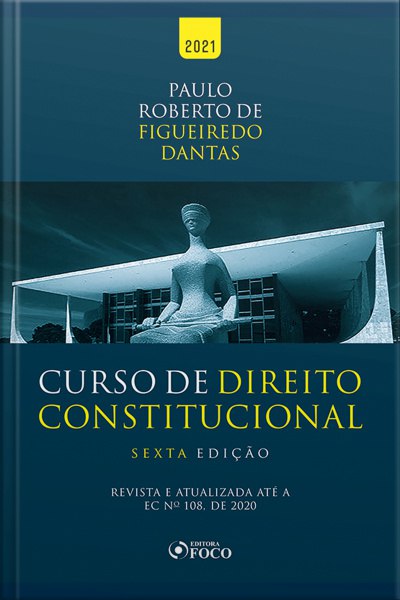 2021
PAULO
ROBERTO DE
FIGUEIREDO
DANTAS
CURSO DE DIREITO
CONSTITUCIONAL
SEXTA EDIÇÃO
REVISTA E ATUALIZADA ATÉ A
EC Nº 108, DE 2020
EDITORA
FOCO